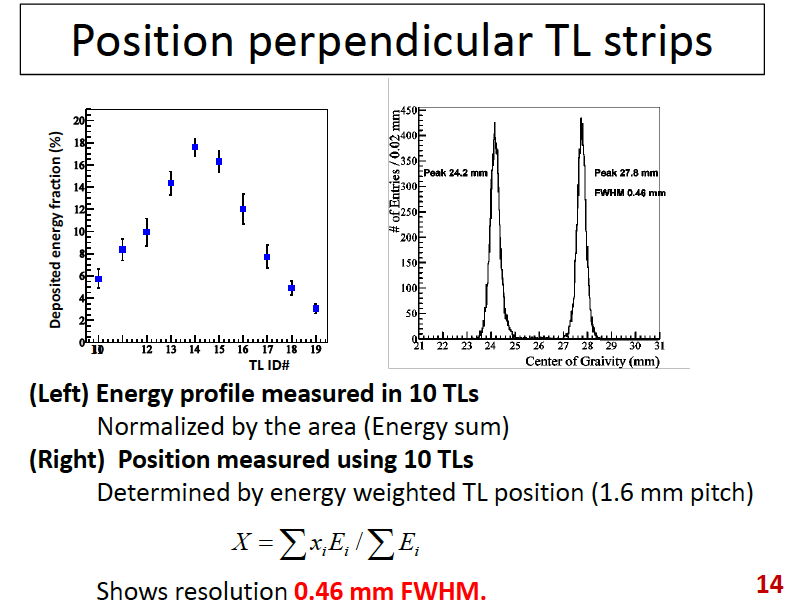 Position perpendicular TL strips
Deposited energy fraction (%)
20
18
16
14
12
10
8
6
4
2
0
10
12 13 14 15 16 17 18 19
TL ID#
# of Entries / 0.02 mm
450
400
350
300
250
200
150
100
50
0
Peak 24.2 mm
Peak 27.8 mm
FWHM 0.46 mm
21 22 23 24 25 26 27 28 29 30 31
Center of Graivity (mm)
(Left) Energy profile measured in 10 TLs
Normalized by the area (Energy sum)
(Right) Position measured using 10 TLs
Determined by energy weighted TL position (1.6 mm pitch)
X = ∑ xᵢEᵢ / ∑ Eᵢ
Shows resolution 0.46 mm FWHM.
14